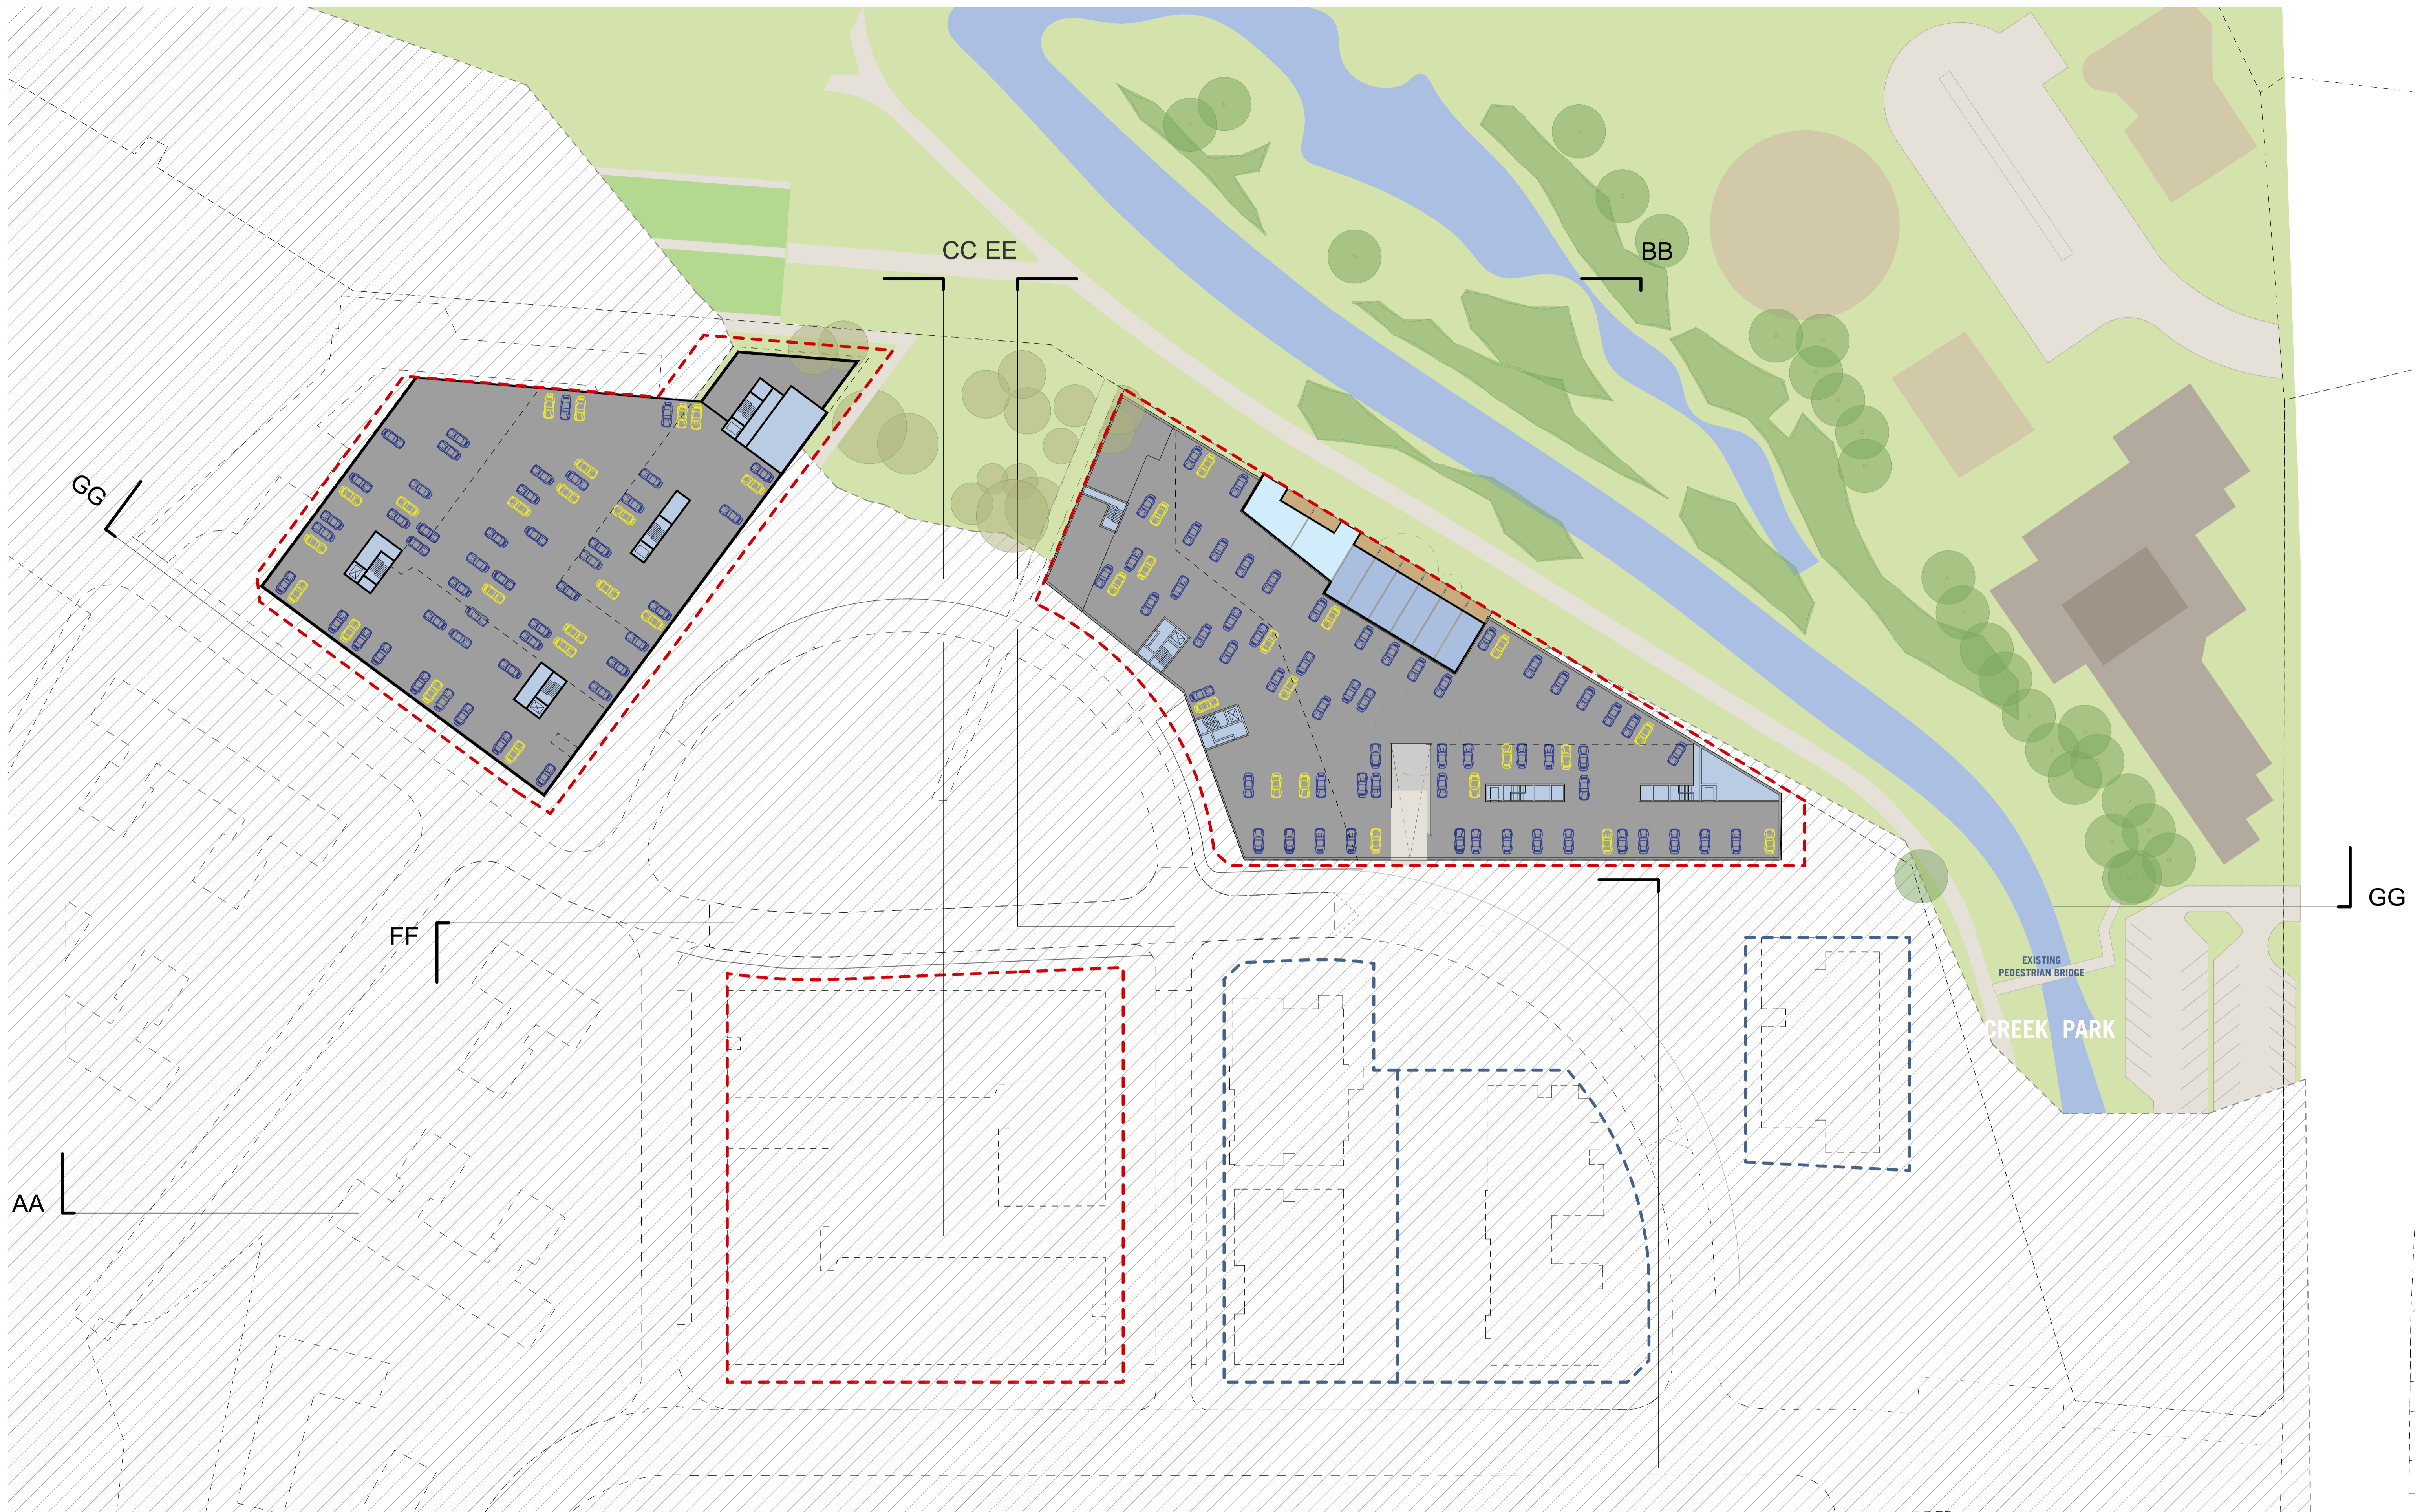 CC EE
BB
GG
GG
FF
EXISTING
PEDESTRIAN BRIDGE
CREEK PARK
AA